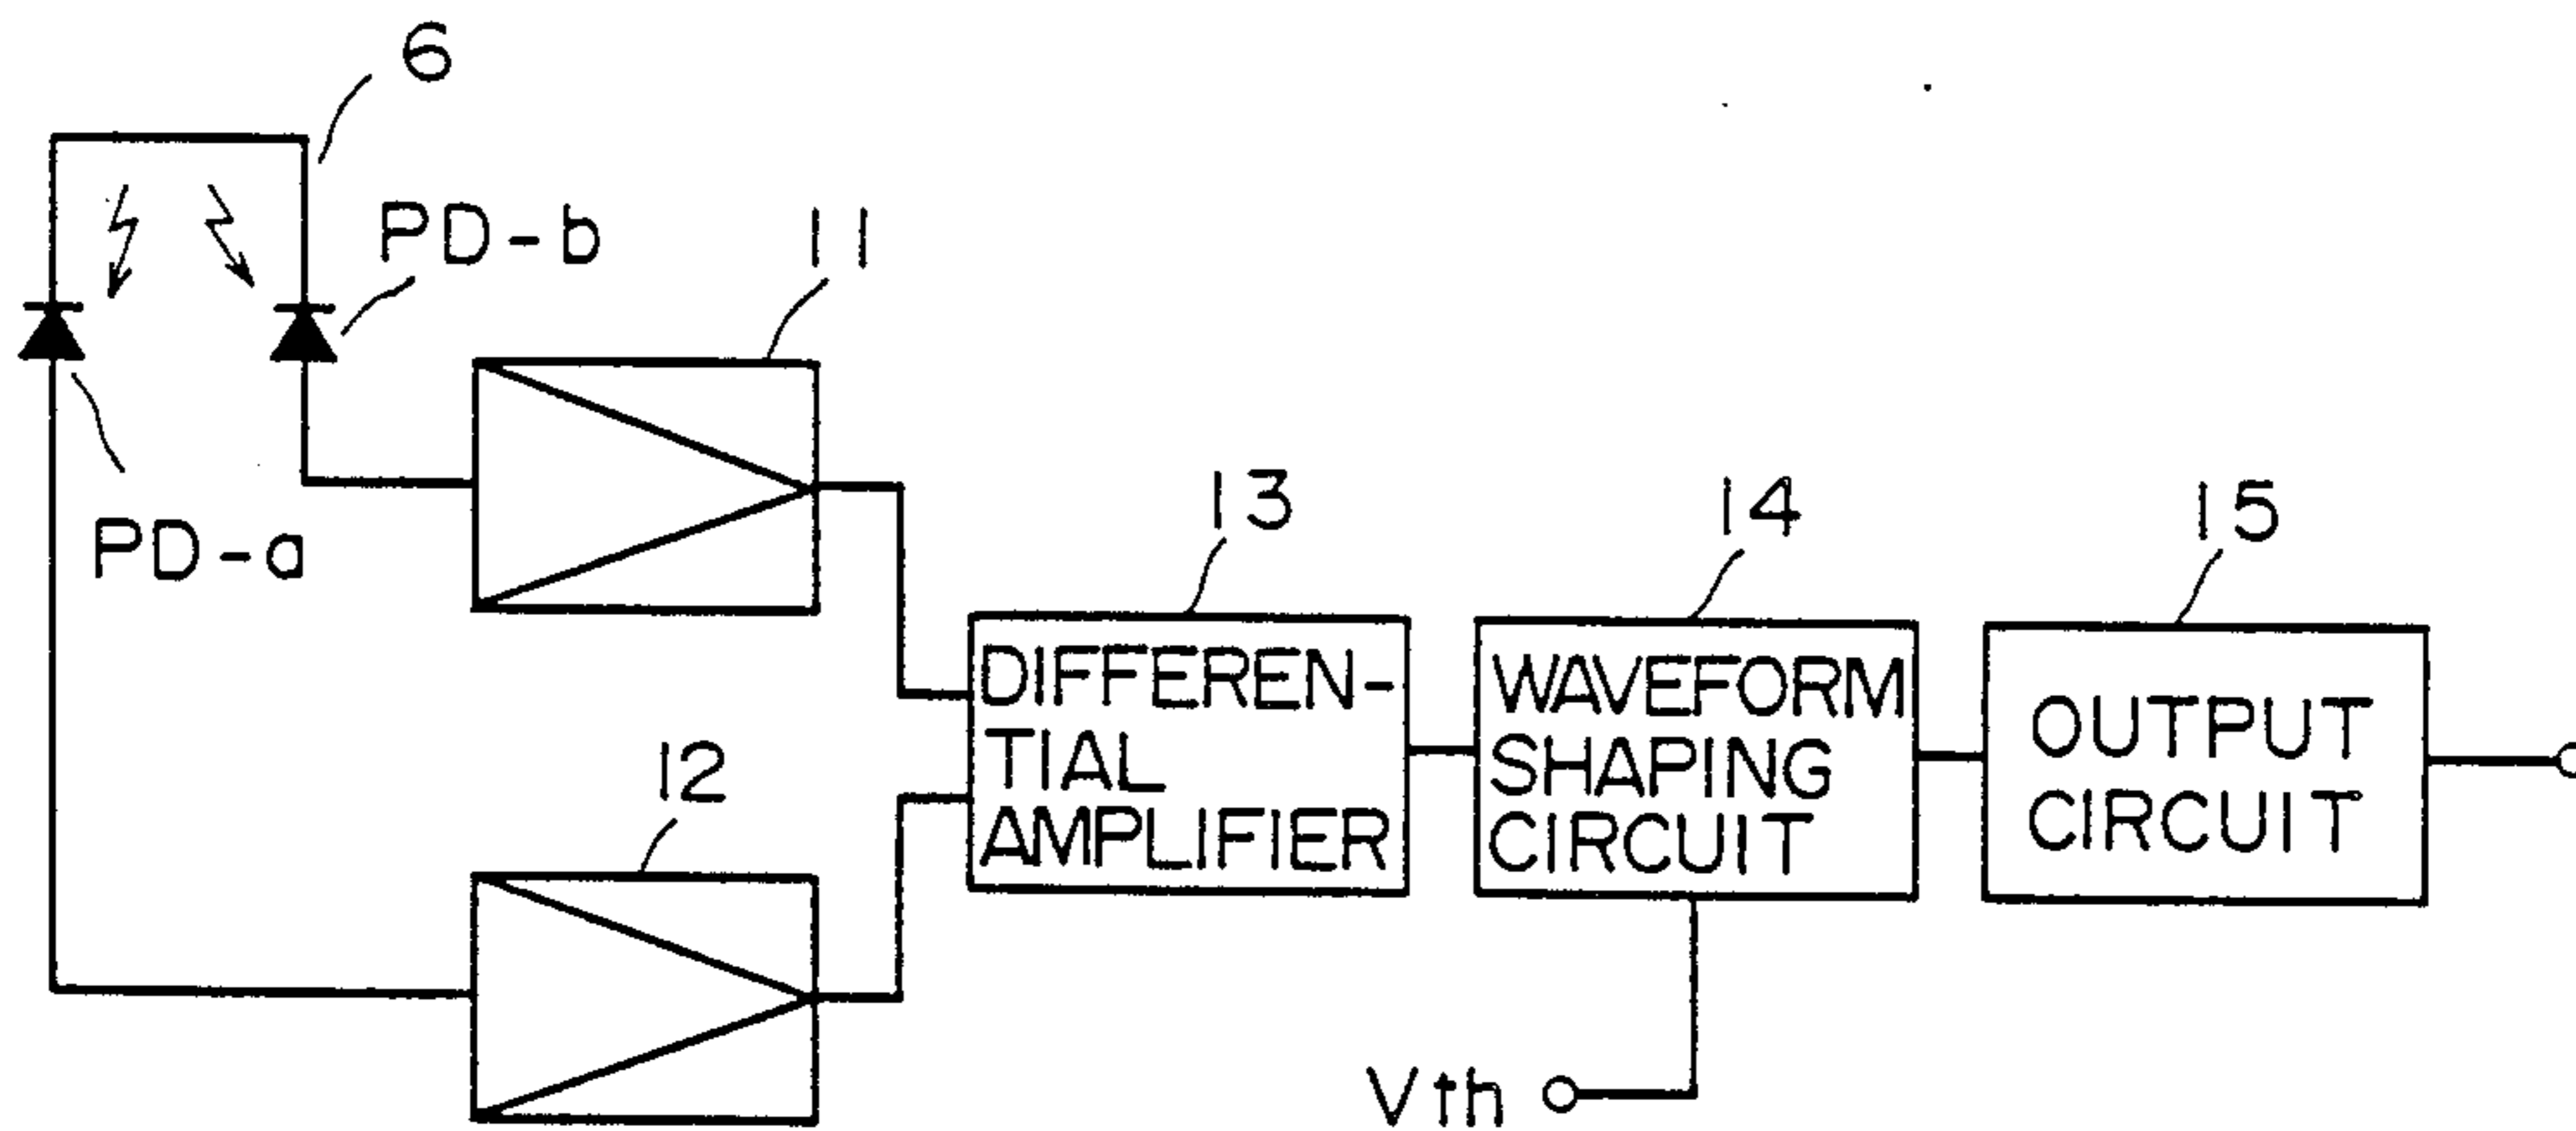 6
PD-b
11
PD-a
13
14
15
DIFFEREN-
TIAL
AMPLIFIER
WAVEFORM
SHAPING
CIRCUIT
OUTPUT
CIRCUIT
12
Vth